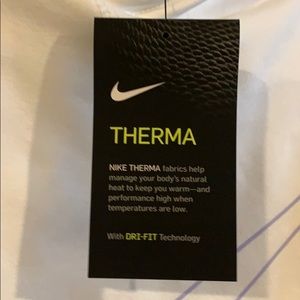 THERMA
NIKE THERMA fabrics help
manage your body's natural
heat to keep you warm—and
performance high when
temperatures are low.
With DRI-FIT Technology